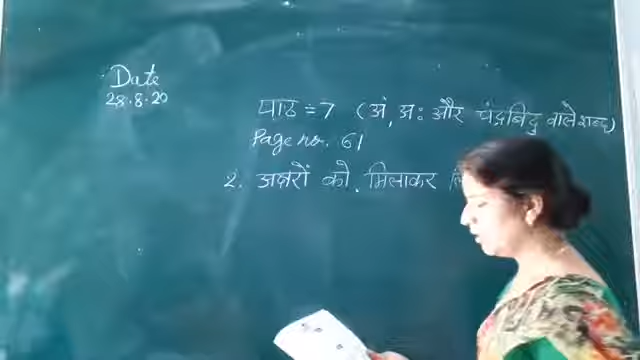 Date
28.8.20
पाठ ÷ 7 (अं, अः और चंद्रबिंदु वाले शब्द)
Page no. 61
2. अक्षरों को मिलाकर